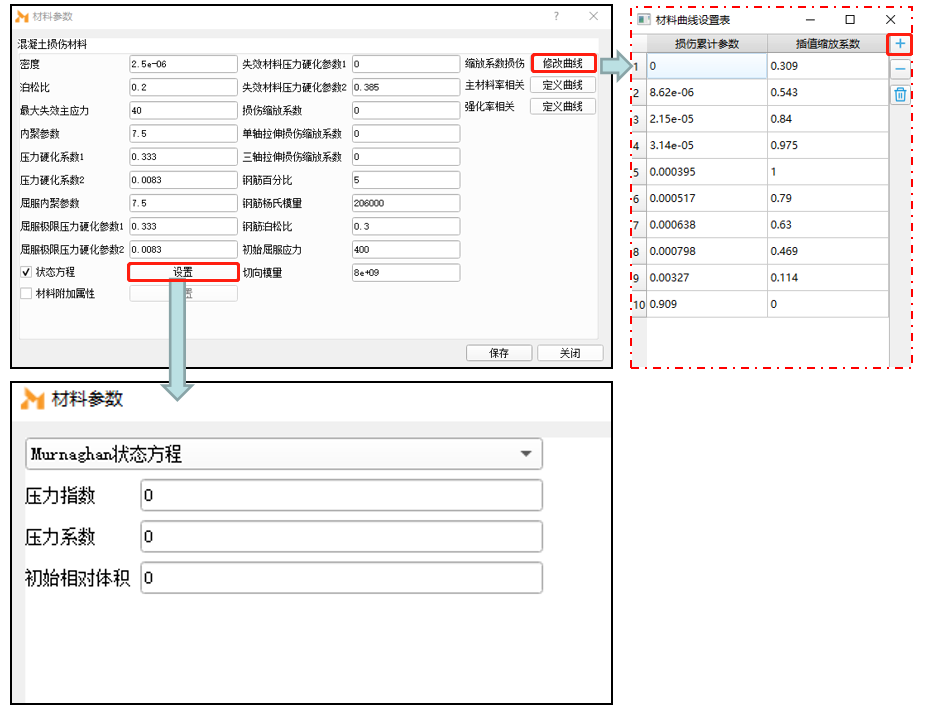 材料参数
混凝土损伤材料
密度 2.5e-06 失效材料压力硬化参数1 0 缩放系数损伤 修改曲线
泊松比 0.2 失效材料压力硬化参数2 0.385 主材料率相关 定义曲线
最大失效主应力 40 损伤缩放系数 0 强化率相关 定义曲线
内聚参数 7.5 单轴拉伸损伤缩放系数 0
压力硬化系数1 0.333 三轴拉伸损伤缩放系数 0
压力硬化系数2 0.0083 钢筋百分比 5
屈服内聚参数 7.5 钢筋杨氏模量 206000
屈服极限压力硬化参数1 0.333 钢筋泊松比 0.3
屈服极限压力硬化参数2 0.0083 初始屈服应力 400
状态方程 设置 切向模量 8e+09
材料附加属性 置
保存 关闭
材料曲线设置表
损伤累计参数 插值缩放系数
1 0 0.309
2 8.62e-06 0.543
3 2.15e-05 0.84
4 3.14e-05 0.975
5 0.000395 1
6 0.000517 0.79
7 0.000638 0.63
8 0.000798 0.469
9 0.00327 0.114
10 0.909 0
材料参数
Murnaghan状态方程
压力指数 0
压力系数 0
初始相对体积 0